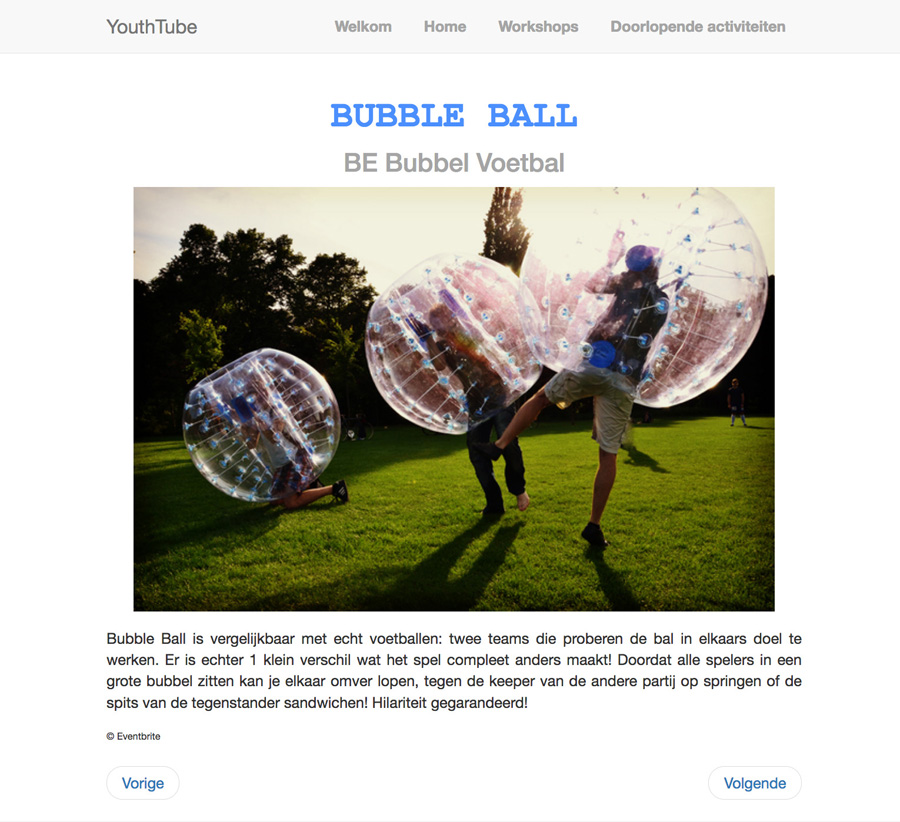 YouthTube Welkom Home Workshops Doorlopende activiteiten
BUBBLE BALL
BE Bubbel Voetbal
Bubble Ball is vergelijkbaar met echt voetballen: twee teams die proberen de bal in elkaars doel te
werken. Er is echter 1 klein verschil wat het spel compleet anders maakt! Doordat alle spelers in een
grote bubbel zitten kan je elkaar omver lopen, tegen de keeper van de andere partij op springen of de
spits van de tegenstander sandwichen! Hilariteit gegarandeerd!
© Eventbrite
Vorige Volgende